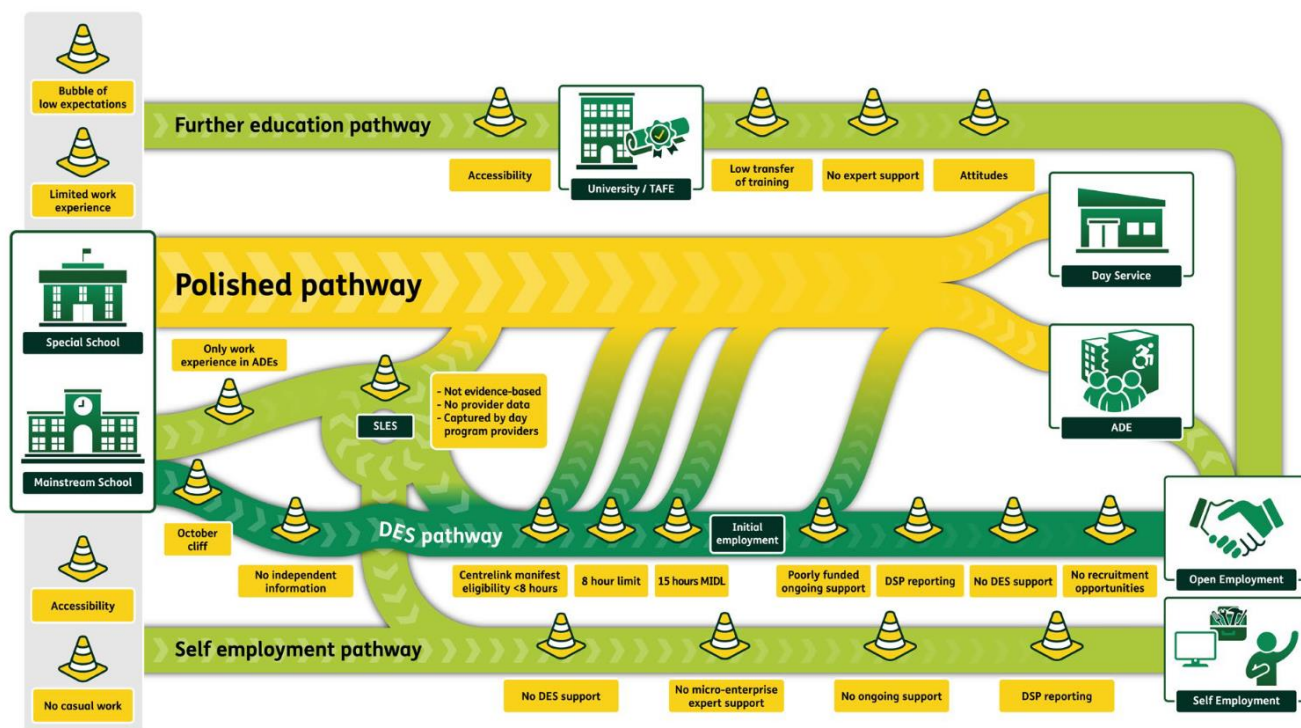 Bubble of
low expectations
Limited work
experience
Further education pathway
Accessibility
University / TAFE
Low transfer
of training
No expert support
Attitudes
Polished pathway
Day Service
Special School
Mainstream School
Only work
experience in ADEs
SLES
- Not evidence-based
- No provider data
- Captured by day
program providers
ADE
October
cliff
No independent
information
DES pathway
Centrelink manifest
eligibility <8 hours
8 hour limit
15 hours MIDL
Initial
employment
Poorly funded
ongoing support
DSP reporting
No DES support
No recruitment
opportunities
Open Employment
Accessibility
No casual work
Self employment pathway
No DES support
No micro-enterprise
expert support
No ongoing support
DSP reporting
Self Employment